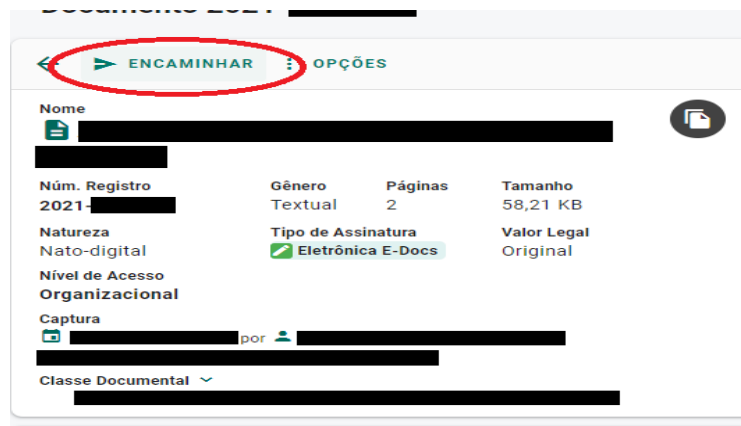 Documento 2021
ENCAMINHAR OPÇÕES
Nome
Núm. Registro Gênero Páginas Tamanho
2021- Textual 2 58,21 KB
Natureza Tipo de Assinatura Valor Legal
Nato-digital Eletrônica E-Docs Original
Nível de Acesso
Organizacional
Captura
por
Classe Documental